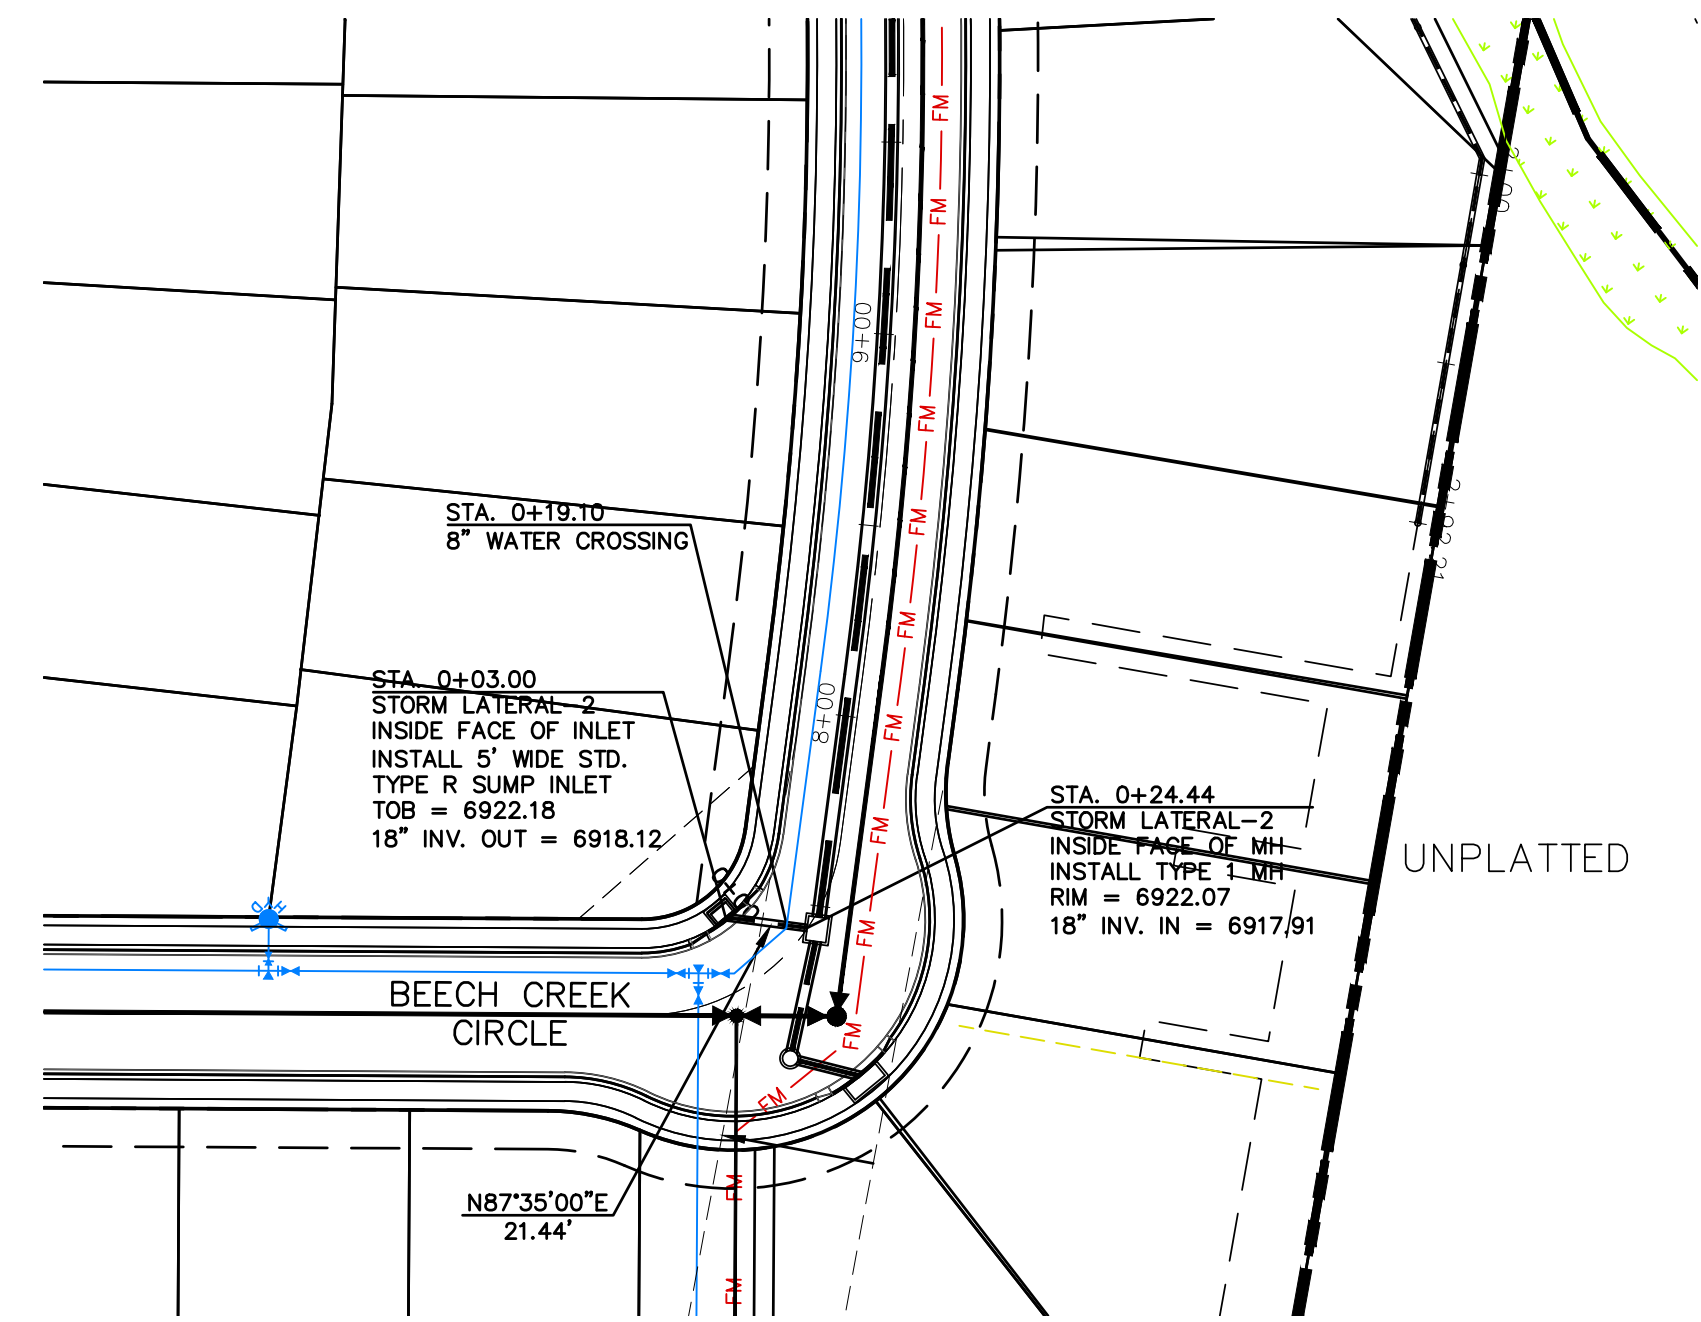 FM
FM
21+00
FM
9+00
FM
FM
STA. 0+19.10
8" WATER CROSSING
FM
FM
STA. 0+03.00
STORM LATERAL-2
INSIDE FACE OF INLET
INSTALL 5' WIDE STD.
TYPE R SUMP INLET
TOB = 6922.18
18" INV. OUT = 6918.12
8+00
FM
STA. 0+24.44
STORM LATERAL-2
INSIDE FACE OF MH
INSTALL TYPE 1 MH
RIM = 6922.07
18" INV. IN = 6917.91
FM
UNPLATTED
HYD
FM
BEECH CREEK
CIRCLE
FM
FM
N87°35'00"E
21.44'
FM
FM